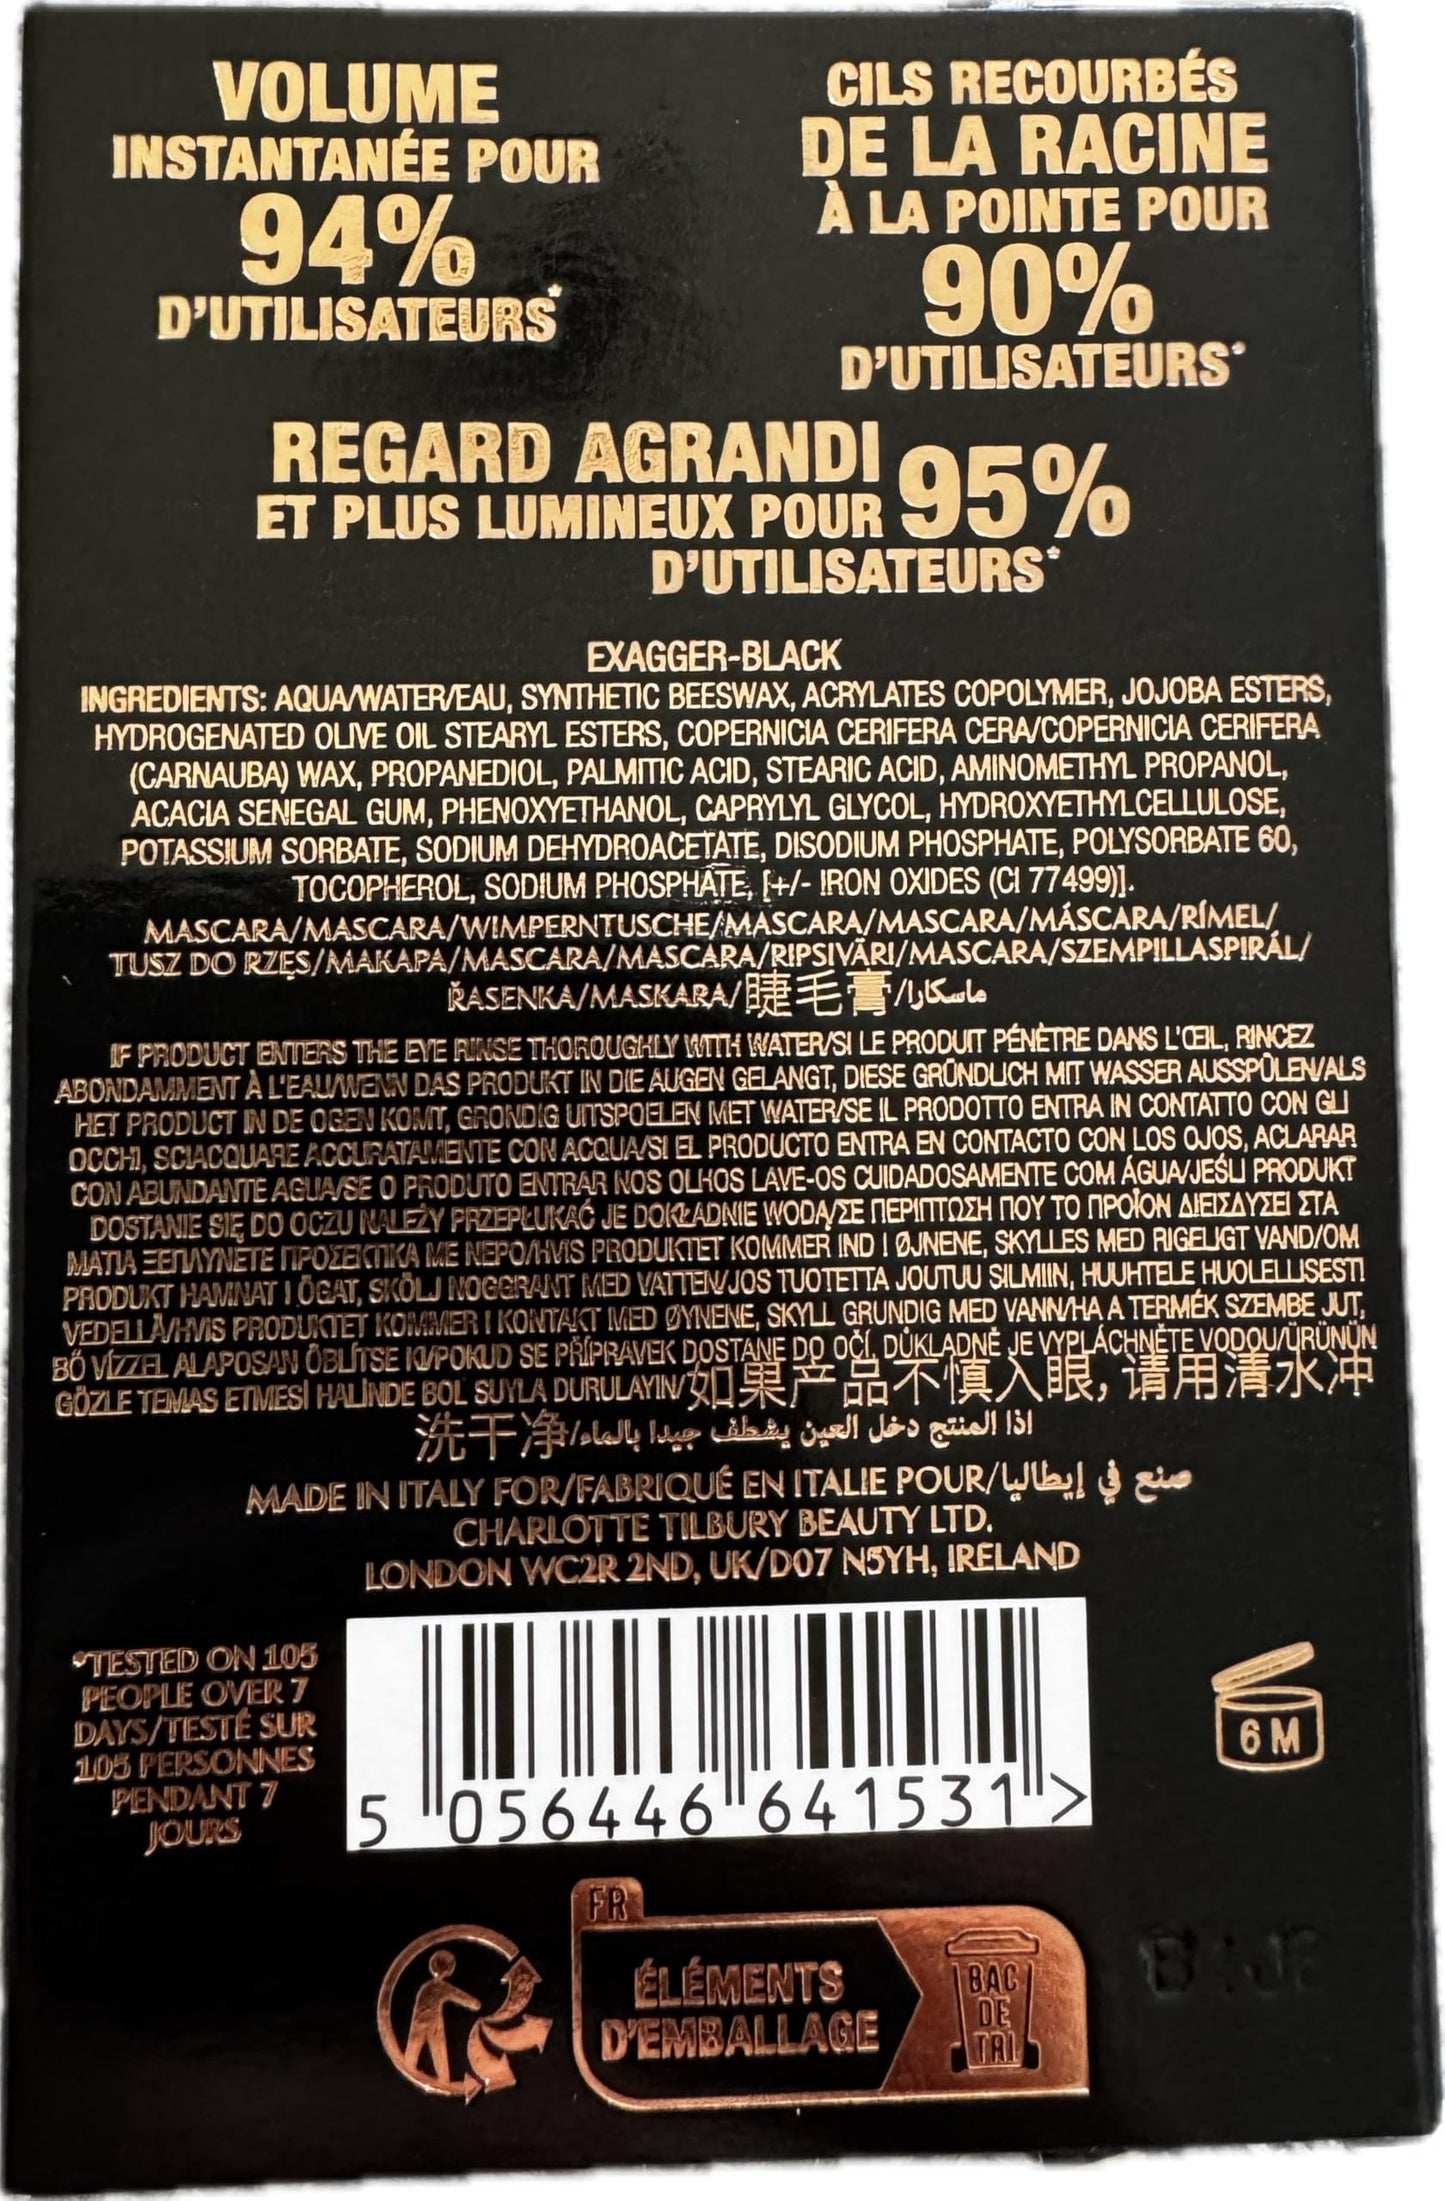 VOLUME
INSTANTANÉE POUR
94%
D'UTILISATEURS*
CILS RECOURBÉS
DE LA RACINE
À LA POINTE POUR
90%
D'UTILISATEURS*
REGARD AGRANDI
ET PLUS LUMINEUX POUR 95%
D'UTILISATEURS*
EXAGGER-BLACK
INGREDIENTS: AQUA/WATER/EAU, SYNTHETIC BEESWAX, ACRYLATES COPOLYMER, JOJOBA ESTERS,
HYDROGENATED OLIVE OIL STEARYL ESTERS, COPERNICIA CERIFERA CERA/COPERNICIA CERIFERA
(CARNAUBA) WAX, PROPANEDIOL, PALMITIC ACID, STEARIC ACID, AMINOMETHYL PROPANOL,
ACACIA SENEGAL GUM, PHENOXYETHANOL, CAPRYLYL GLYCOL, HYDROXYETHYLCELLULOSE,
POTASSIUM SORBATE, SODIUM DEHYDROACETATE, DISODIUM PHOSPHATE, POLYSORBATE 60,
TOCOPHEROL, SODIUM PHOSPHATE, [+/- IRON OXIDES (CI 77499)].
MASCARA/MASCARA/WIMPERNTUSCHE/MASCARA/MASCARA/MÁSCARA/RÍMEL/
TUSZ DO RZĘS/ΜΑΚΑΡΑ/MASCARA/MASCARA/RIPSIVÄRI/MASCARA/SZEMPILLASPIRÁL/
ŘASENKA/MASKARA/睫毛膏/ماسكارا
IF PRODUCT ENTERS THE EYE RINSE THOROUGHLY WITH WATER/SI LE PRODUIT PÉNÈTRE DANS L'ŒIL, RINCEZ
ABONDAMMENT À L'EAU/WENN DAS PRODUKT IN DIE AUGEN GELANGT, DIESE GRÜNDLICH MIT WASSER AUSSPÜLEN/ALS
HET PRODUCT IN DE OGEN KOMT, GRONDIG UITSPOELEN MET WATER/SE IL PRODOTTO ENTRA IN CONTATTO CON GLI
OCCHI, SCIACQUARE ACCURATAMENTE CON ACQUA/SI EL PRODUCTO ENTRA EN CONTACTO CON LOS OJOS, ACLARAR
CON ABUNDANTE AGUA/SE O PRODUTO ENTRAR NOS OLHOS LAVE-OS CUIDADOSAMENTE COM ÁGUA/JEŚLI PRODUKT
DOSTANIE SIĘ DO OCZU NALEŻY PRZEPŁUKAĆ JE DOKŁADNIE WODĄ/ΣΕ ΠΕΡΙΠΤΩΣΗ ΠΟΥ ΤΟ ΠΡΟΪΟΝ ΔΙΕΙΣΔΥΣΕΙ ΣΤΑ
ΜΑΤΙΑ ΞΕΠΛΥΝΕΤΕ ΠΡΟΣΕΚΤΙΚΑ ΜΕ ΝΕΡΟ/HVIS PRODUKTET KOMMER IND I ØJNENE, SKYLLES MED RIGELIGT VAND/OM
PRODUKT HAMNAT I ÖGAT, SKÖLJ NOGGRANT MED VATTEN/JOS TUOTETTA JOUTUU SILMIIN, HUUHTELE HUOLELLISESTI
VEDELLÄ/HVIS PRODUKTET KOMMER I KONTAKT MED ØYNENE, SKYLL GRUNDIG MED VANN/HA A TERMÉK SZEMBE JUT,
BŐ VÍZZEL ALAPOSAN ÖBLÍTSE KI/POKUD SE PŘÍPRAVEK DOSTANE DO OČÍ, DŮKLADNĚ JE VYPLÁCHNĚTE VODOU/ÜRÜNÜN
GÖZLE TEMAS ETMESİ HALİNDE BOL SUYLA DURULAYIN/如果产品不慎入眼, 请用清水冲
洗干净/اذا المنتج دخل العين يشطف جيدا بالماء
MADE IN ITALY FOR/FABRIQUÉ EN ITALIE POUR/صنع في إيطاليا
CHARLOTTE TILBURY BEAUTY LTD.
LONDON WC2R 2ND, UK/D07 N5YH, IRELAND
*TESTED ON 105
PEOPLE OVER 7
DAYS/TESTÉ SUR
105 PERSONNES
PENDANT 7
JOURS
5 056446 641531 >
6 M
FR
ÉLÉMENTS
D'EMBALLAGE
BAC
DE
TRI